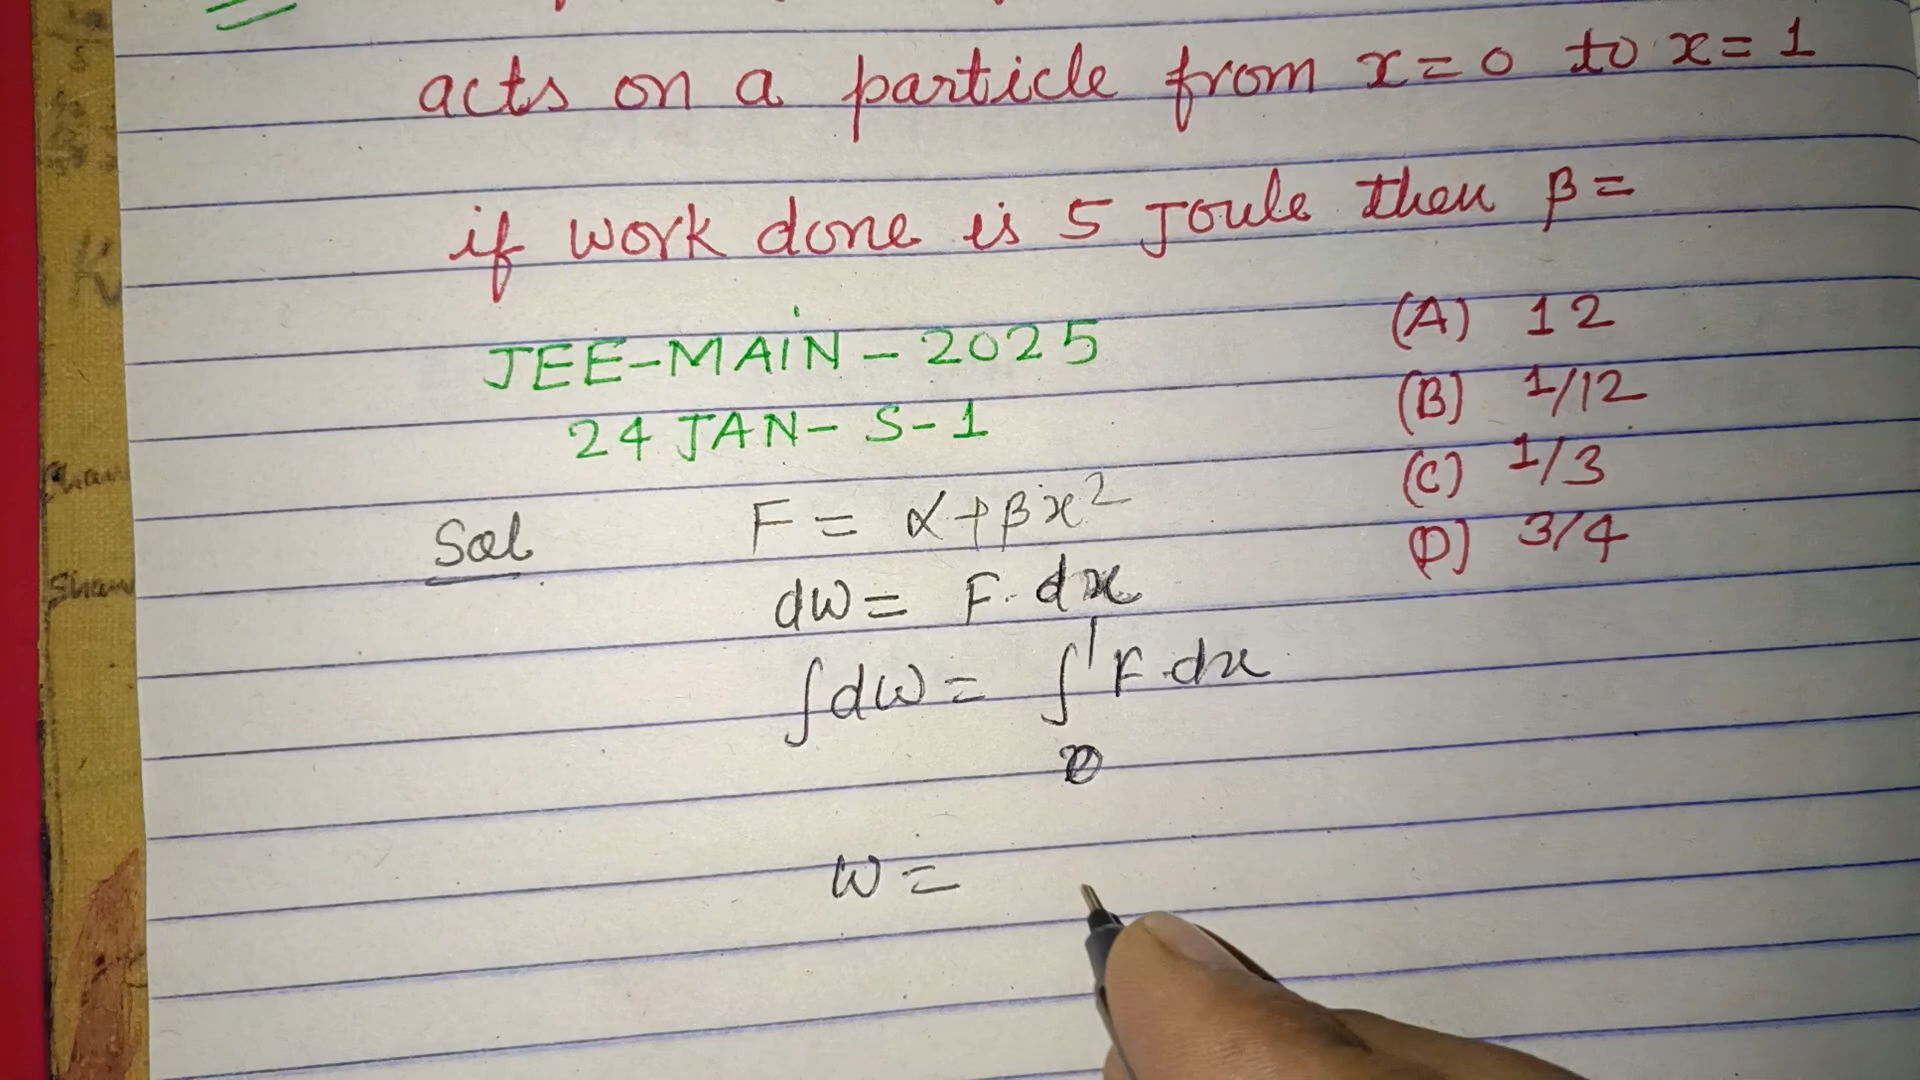 acts on a particle from x=0 to x=1
if work done is 5 Joule then β=
JEE-MAIN-2025
24 JAN-S-1
(A) 12
(B) 1/12
(C) 1/3
(D) 3/4
Sol F = α+βx²
dw = F.dx
∫dw = ∫₀¹ F.dx
w =